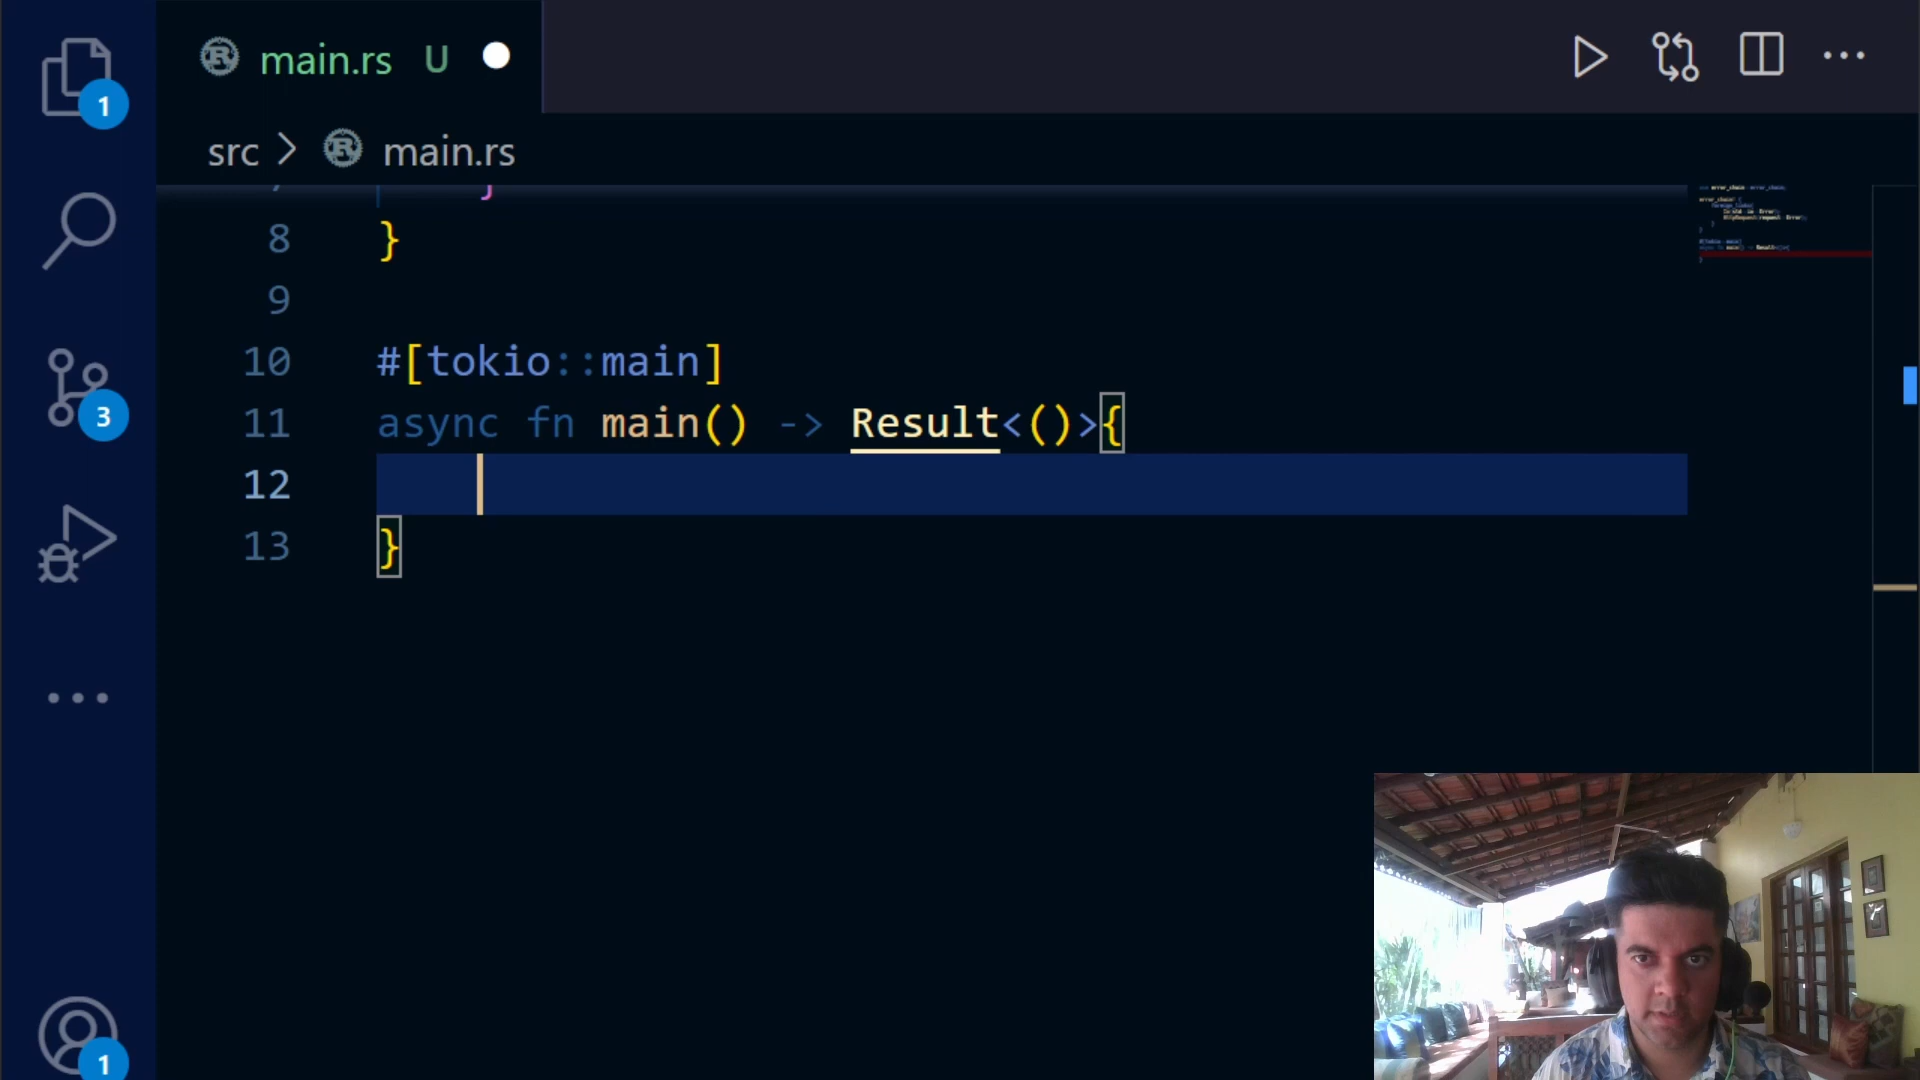 main.rs U
1
src > main.rs
8 }
9
10 #[tokio::main]
11 async fn main() -> Result<()>{
12
13 }
3
1